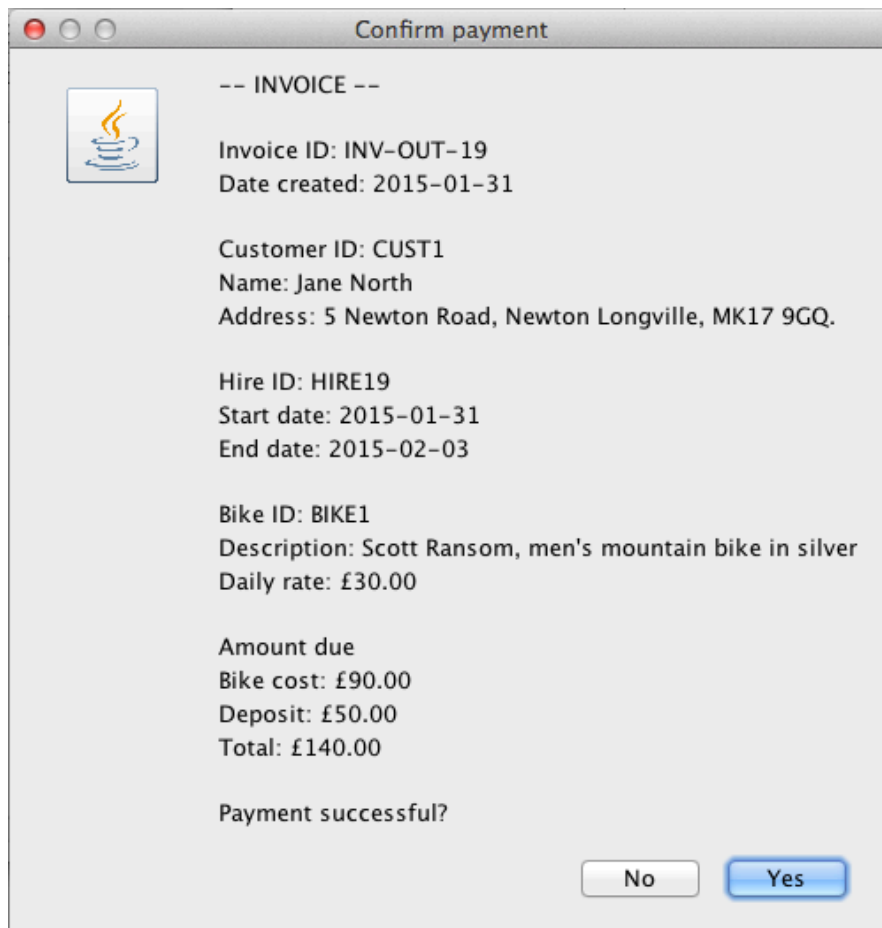 Confirm payment
-- INVOICE --
Invoice ID: INV-OUT-19
Date created: 2015-01-31
Customer ID: CUST1
Name: Jane North
Address: 5 Newton Road, Newton Longville, MK17 9GQ.
Hire ID: HIRE19
Start date: 2015-01-31
End date: 2015-02-03
Bike ID: BIKE1
Description: Scott Ransom, men's mountain bike in silver
Daily rate: £30.00
Amount due
Bike cost: £90.00
Deposit: £50.00
Total: £140.00
Payment successful?
No Yes